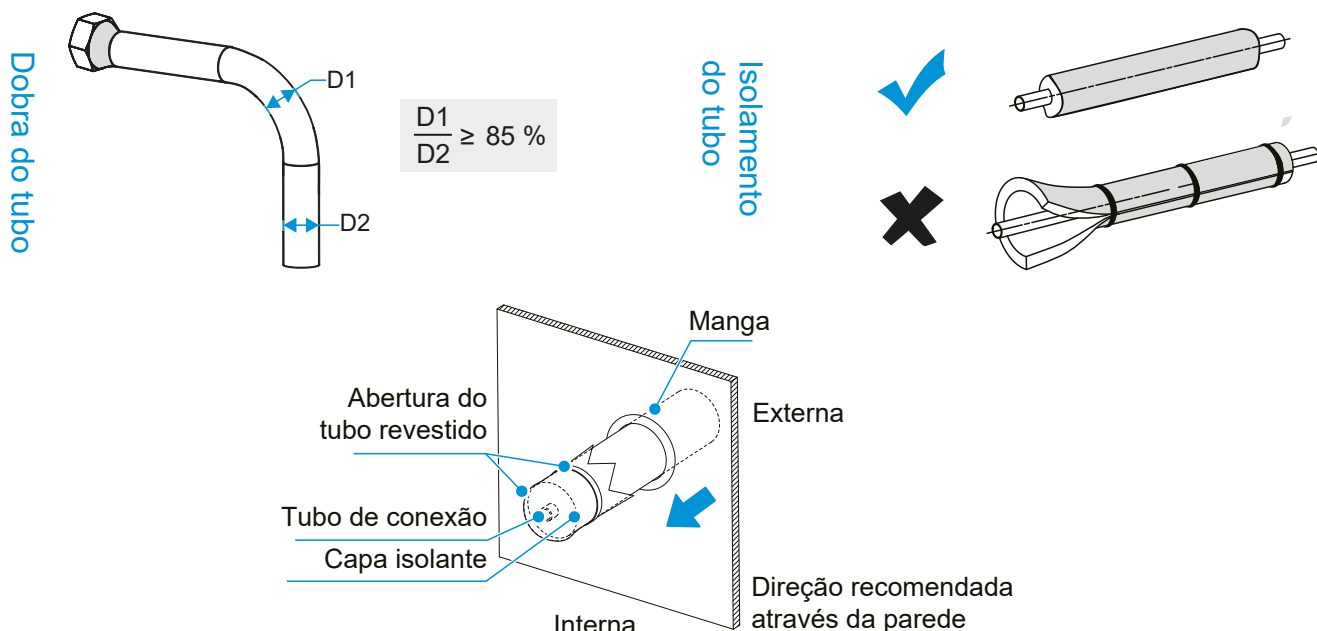 Dobra do tubo
D1
D1
D2
≥ 85 %
D2
Isolamento
do tubo
Manga
Abertura do
tubo revestido
Externa
Tubo de conexão
Capa isolante
Direção recomendada
através da parede
Interna